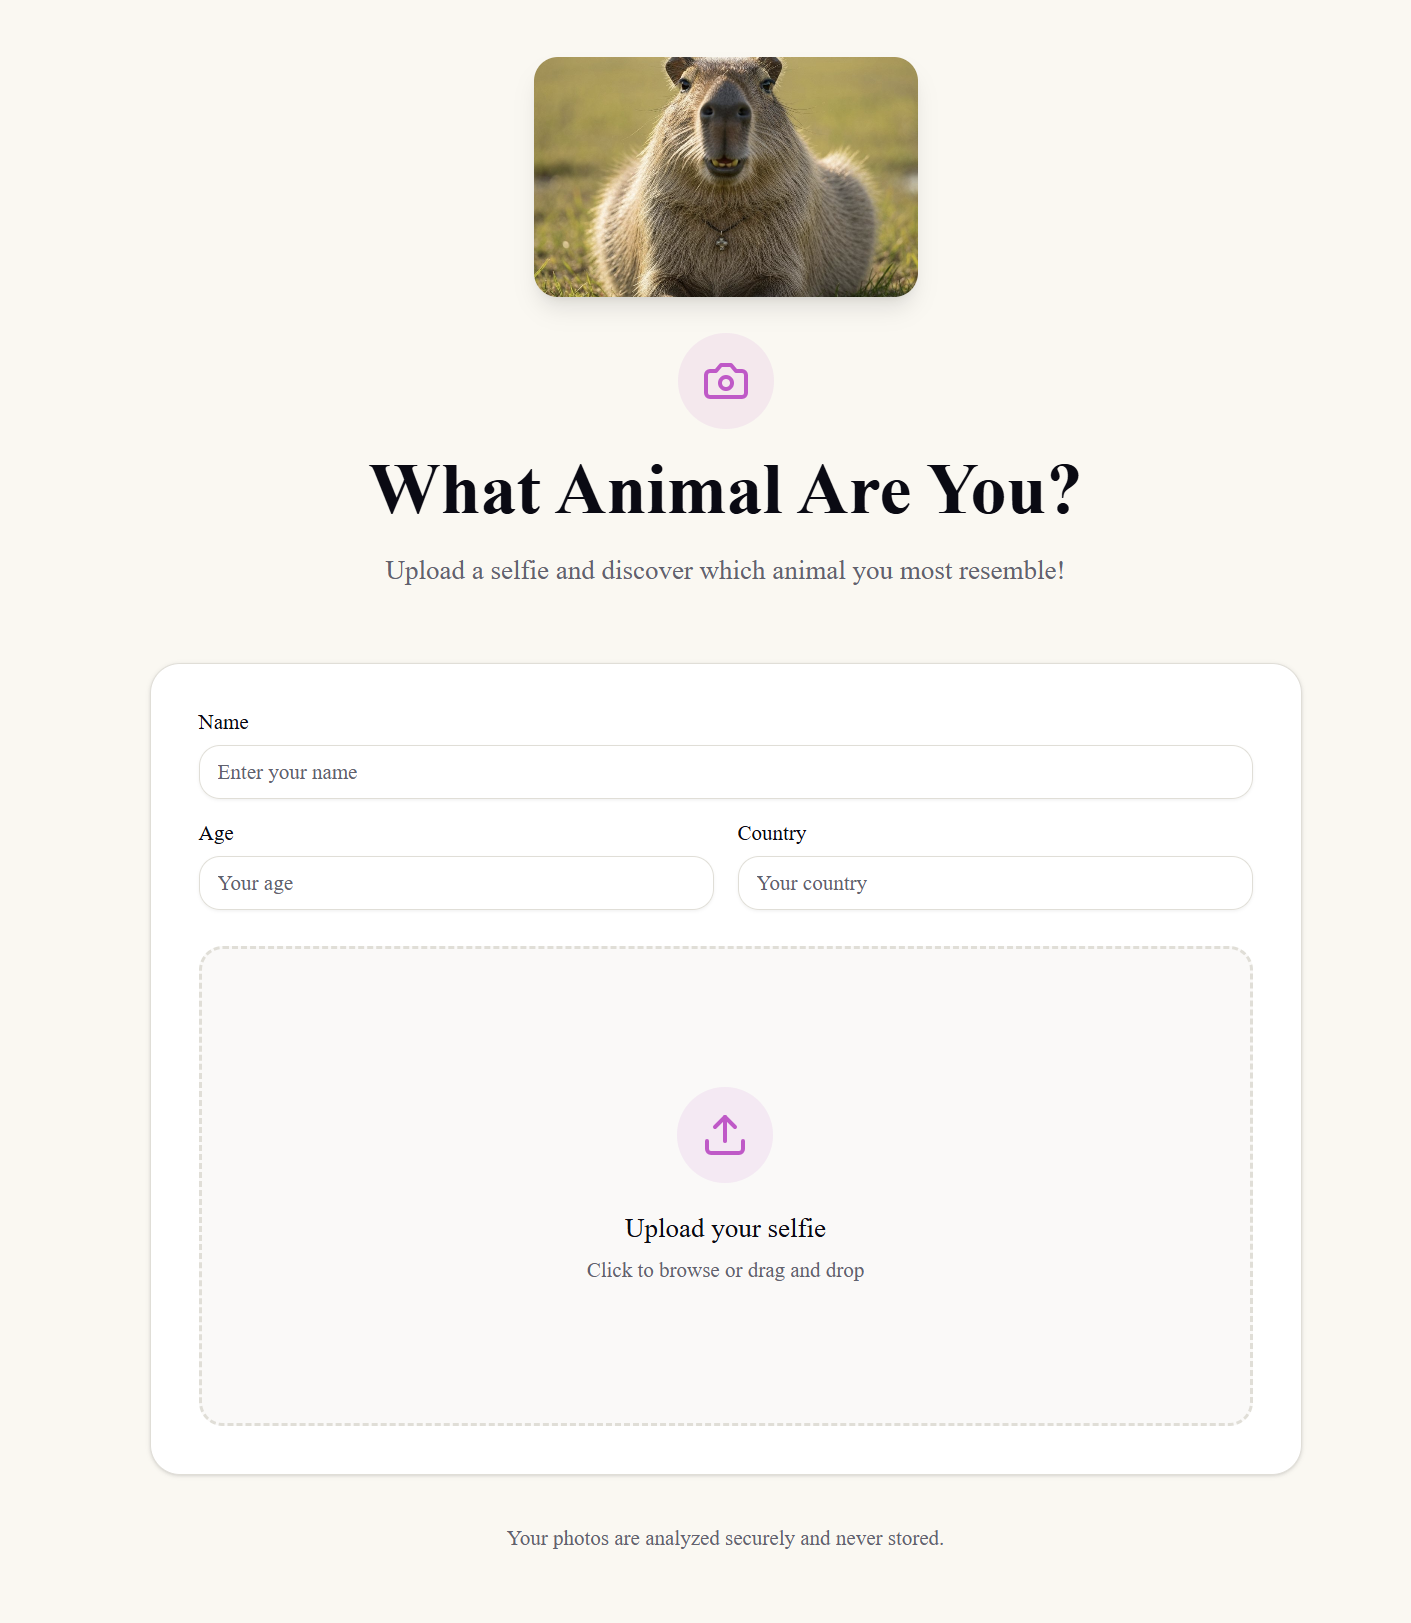 What Animal Are You?
Upload a selfie and discover which animal you most resemble!
Name
Enter your name
Age
Country
Your age
Your country
Upload your selfie
Click to browse or drag and drop
Your photos are analyzed securely and never stored.